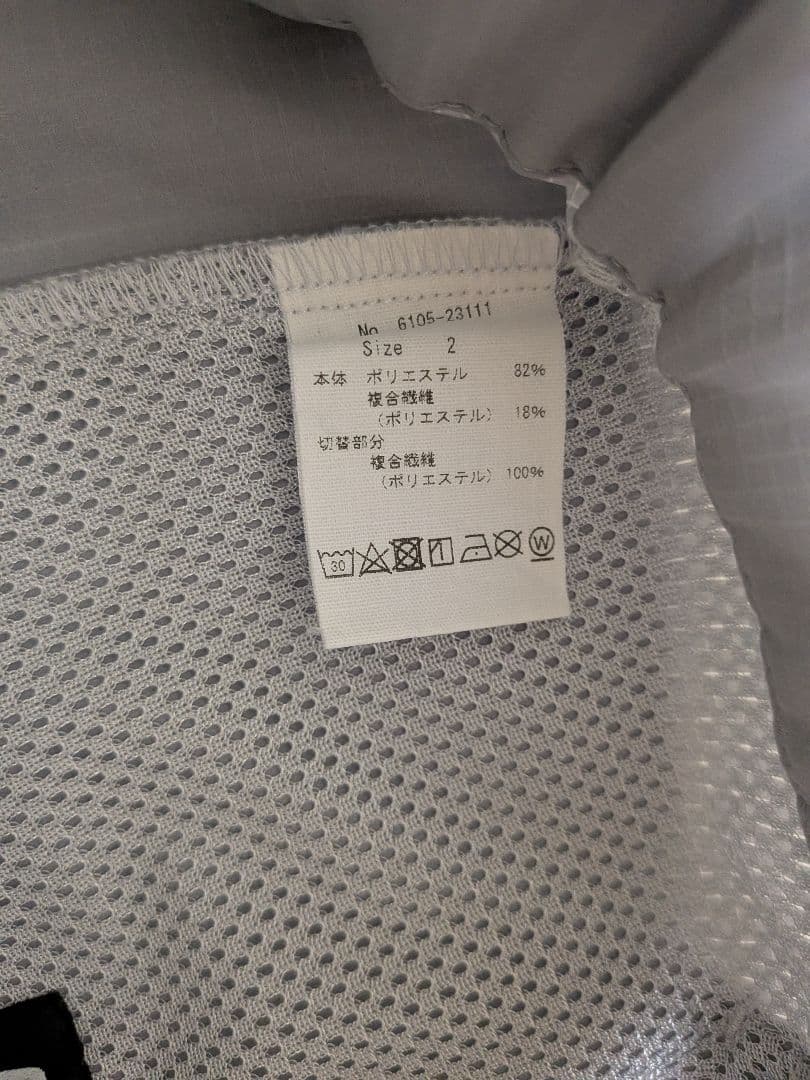 No. 6105-23111
Size 2
本体 ポリエステル 82%
複合繊維
(ポリエステル) 18%
切替部分
複合繊維
(ポリエステル) 100%
30 W